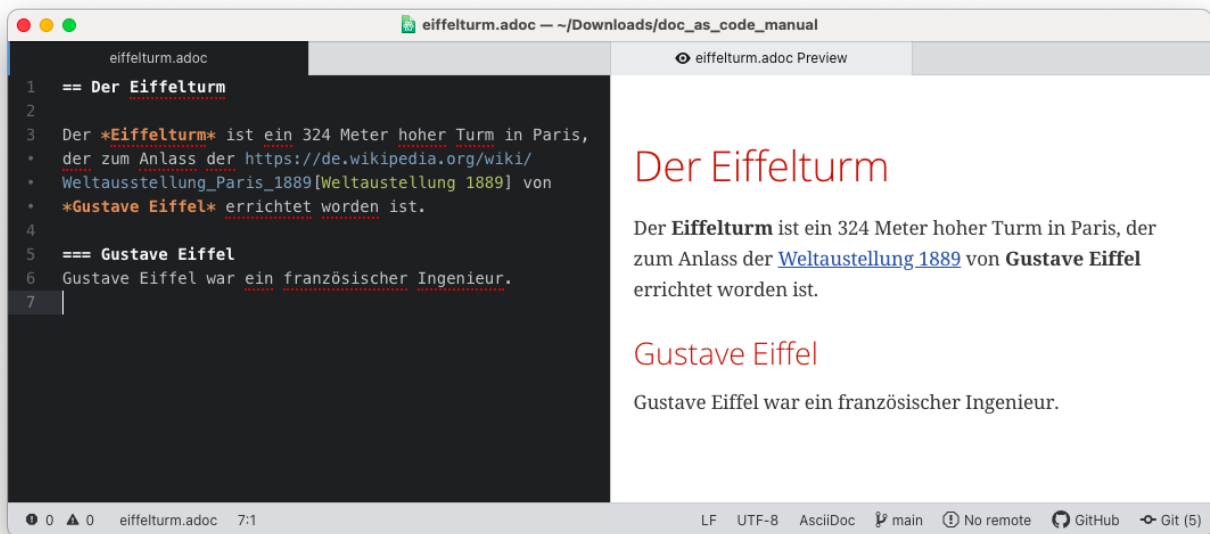 eiffelturm.adoc — ~/Downloads/doc_as_code_manual
eiffelturm.adoc
1 == Der Eiffelturm
2
3 Der *Eiffelturm* ist ein 324 Meter hoher Turm in Paris,
• der zum Anlass der https://de.wikipedia.org/wiki/
• Weltausstellung_Paris_1889[Weltaustellung 1889] von
• *Gustave Eiffel* errichtet worden ist.
4
5 === Gustave Eiffel
6 Gustave Eiffel war ein französischer Ingenieur.
7
eiffelturm.adoc Preview
Der Eiffelturm
Der Eiffelturm ist ein 324 Meter hoher Turm in Paris, der
zum Anlass der Weltaustellung 1889 von Gustave Eiffel
errichtet worden ist.
Gustave Eiffel
Gustave Eiffel war ein französischer Ingenieur.
0 0 eiffelturm.adoc 7:1 LF UTF-8 AsciiDoc main No remote GitHub Git (5)